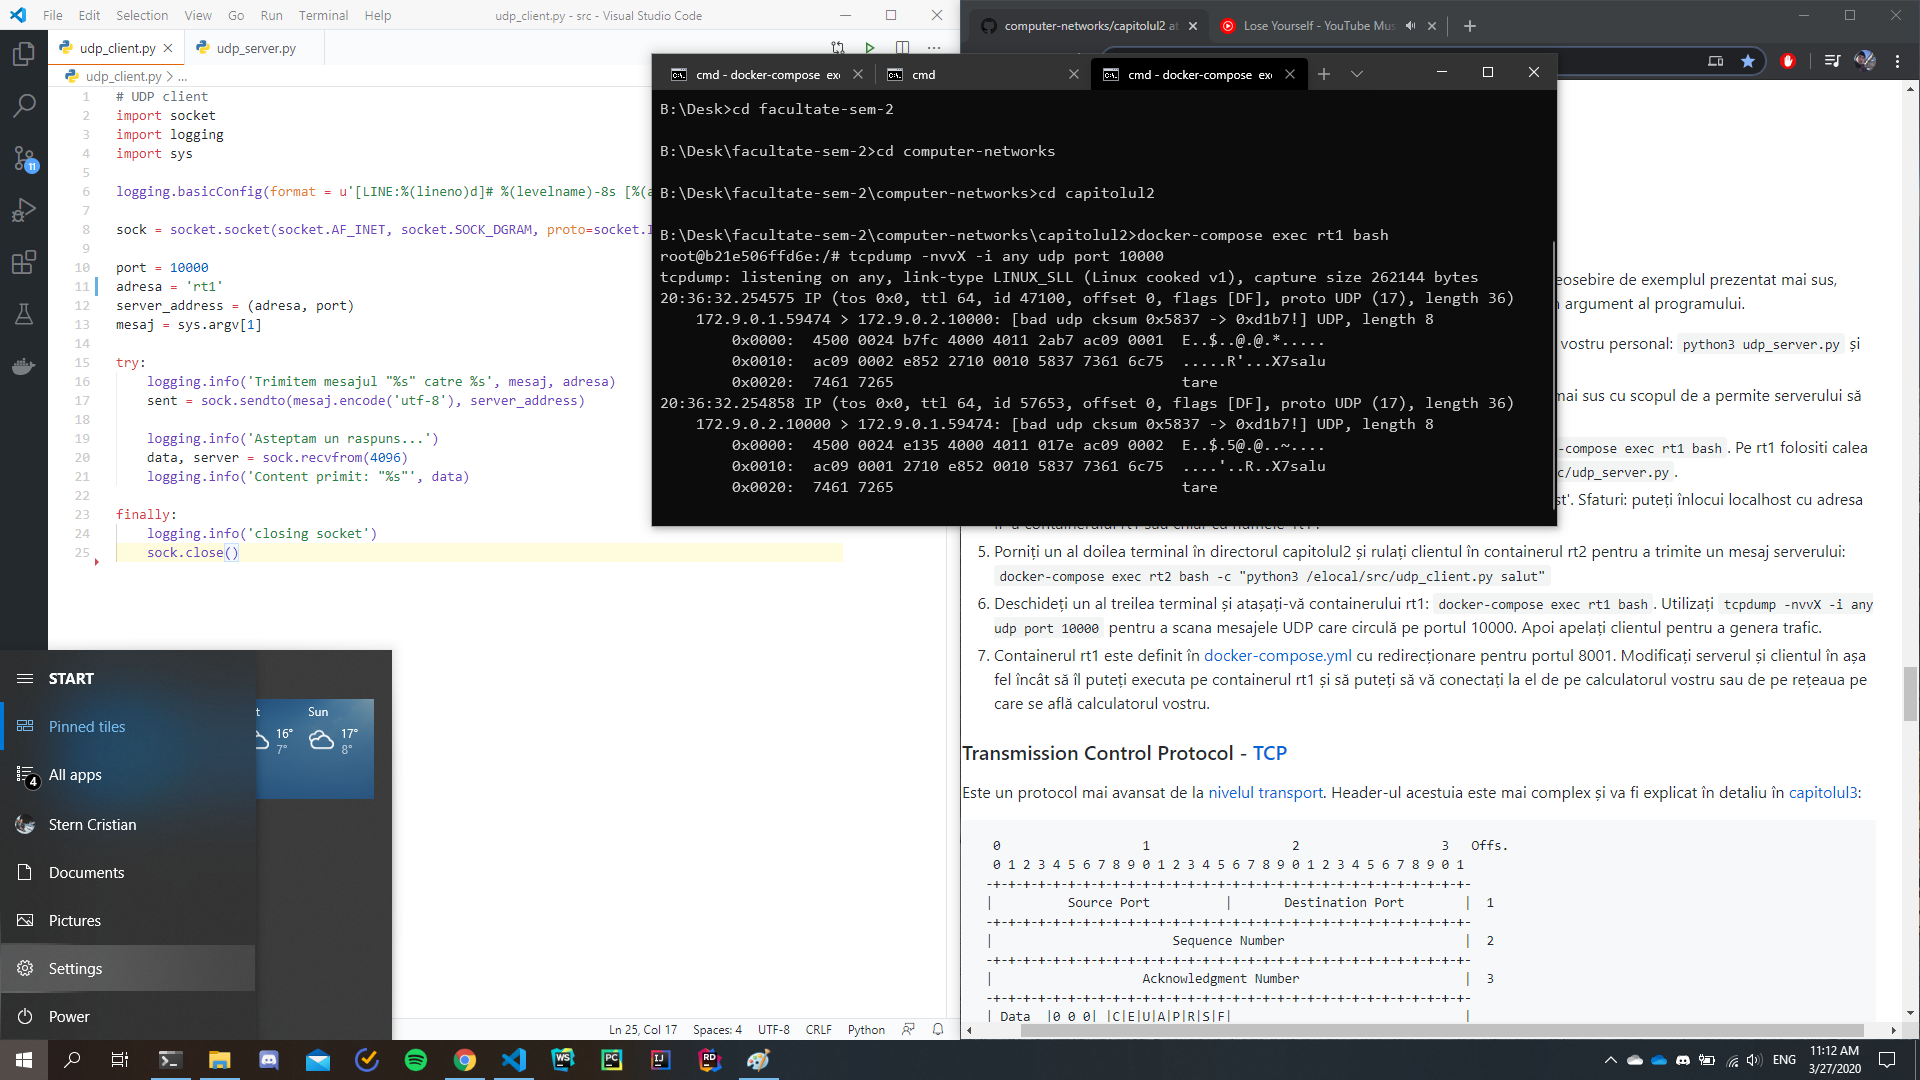 File Edit Selection View Go Run Terminal Help udp_client.py - src - Visual Studio Code
udp_client.py udp_server.py
udp_client.py > ...
1 # UDP client
2 import socket
3 import logging
4 import sys
5
6 logging.basicConfig(format = u'[LINE:%(lineno)d]# %(levelname)-8s [%(a
7
8 sock = socket.socket(socket.AF_INET, socket.SOCK_DGRAM, proto=socket.I
9
10 port = 10000
11 adresa = 'rt1'
12 server_address = (adresa, port)
13 mesaj = sys.argv[1]
14
15 try:
16 logging.info('Trimitem mesajul "%s" catre %s', mesaj, adresa)
17 sent = sock.sendto(mesaj.encode('utf-8'), server_address)
18
19 logging.info('Asteptam un raspuns...')
20 data, server = sock.recvfrom(4096)
21 logging.info('Content primit: "%s"', data)
22
23 finally:
24 logging.info('closing socket')
25 sock.close()
11
START
Pinned tiles
All apps
4
Stern Cristian
Documents
Pictures
Settings
Power
t Sun
16° 17°
7° 8°
Ln 25, Col 17 Spaces: 4 UTF-8 CRLF Python
cmd - docker-compose exe cmd cmd - docker-compose exe
B:\Desk>cd facultate-sem-2
B:\Desk\facultate-sem-2>cd computer-networks
B:\Desk\facultate-sem-2\computer-networks>cd capitolul2
B:\Desk\facultate-sem-2\computer-networks\capitolul2>docker-compose exec rt1 bash
root@b21e506ffd6e:/# tcpdump -nvvX -i any udp port 10000
tcpdump: listening on any, link-type LINUX_SLL (Linux cooked v1), capture size 262144 bytes
20:36:32.254575 IP (tos 0x0, ttl 64, id 47100, offset 0, flags [DF], proto UDP (17), length 36)
172.9.0.1.59474 > 172.9.0.2.10000: [bad udp cksum 0x5837 -> 0xd1b7!] UDP, length 8
0x0000: 4500 0024 b7fc 4000 4011 2ab7 ac09 0001 E..$..@.@.*.....
0x0010: ac09 0002 e852 2710 0010 5837 7361 6c75 .....R'...X7salu
0x0020: 7461 7265 tare
20:36:32.254858 IP (tos 0x0, ttl 64, id 57653, offset 0, flags [DF], proto UDP (17), length 36)
172.9.0.2.10000 > 172.9.0.1.59474: [bad udp cksum 0x5837 -> 0xd1b7!] UDP, length 8
0x0000: 4500 0024 e135 4000 4011 017e ac09 0002 E..$.5@.@..~....
0x0010: ac09 0001 2710 e852 0010 5837 7361 6c75 ....'..R..X7salu
0x0020: 7461 7265 tare
computer-networks/capitolul2 at Lose Yourself - YouTube Mus
eosebire de exemplul prezentat mai sus,
argument al programului.
vostru personal: python3 udp_server.py și
mai sus cu scopul de a permite serverului să
-compose exec rt1 bash . Pe rt1 folositi calea
c/udp_server.py .
st'. Sfaturi: puteți înlocui localhost cu adresa
5. Porniți un al doilea terminal în directorul capitolul2 și rulați clientul în containerul rt2 pentru a trimite un mesaj serverului:
docker-compose exec rt2 bash -c "python3 /elocal/src/udp_client.py salut"
6. Deschideți un al treilea terminal și atașați-vă containerului rt1: docker-compose exec rt1 bash . Utilizați tcpdump -nvvX -i any
udp port 10000 pentru a scana mesajele UDP care circulă pe portul 10000. Apoi apelați clientul pentru a genera trafic.
7. Containerul rt1 este definit în docker-compose.yml cu redirecționare pentru portul 8001. Modificați serverul și clientul în așa
fel încât să îl puteți executa pe containerul rt1 și să puteți să vă conectați la el de pe calculatorul vostru sau de pe rețeaua pe
care se află calculatorul vostru.
Transmission Control Protocol - TCP
Este un protocol mai avansat de la nivelul transport. Header-ul acestuia este mai complex și va fi explicat în detaliu în capitolul3:
0 1 2 3 Offs.
0 1 2 3 4 5 6 7 8 9 0 1 2 3 4 5 6 7 8 9 0 1 2 3 4 5 6 7 8 9 0 1
-+-+-+-+-+-+-+-+-+-+-+-+-+-+-+-+-+-+-+-+-+-+-+-+-+-+-+-+-+-+-+-+-
| Source Port | Destination Port | 1
-+-+-+-+-+-+-+-+-+-+-+-+-+-+-+-+-+-+-+-+-+-+-+-+-+-+-+-+-+-+-+-+-
| Sequence Number | 2
-+-+-+-+-+-+-+-+-+-+-+-+-+-+-+-+-+-+-+-+-+-+-+-+-+-+-+-+-+-+-+-+-
| Acknowledgment Number | 3
-+-+-+-+-+-+-+-+-+-+-+-+-+-+-+-+-+-+-+-+-+-+-+-+-+-+-+-+-+-+-+-+-
| Data |0 0 0| |C|E|U|A|P|R|S|F| |
WS PC IJ RD
ENG
11:12 AM
3/27/2020